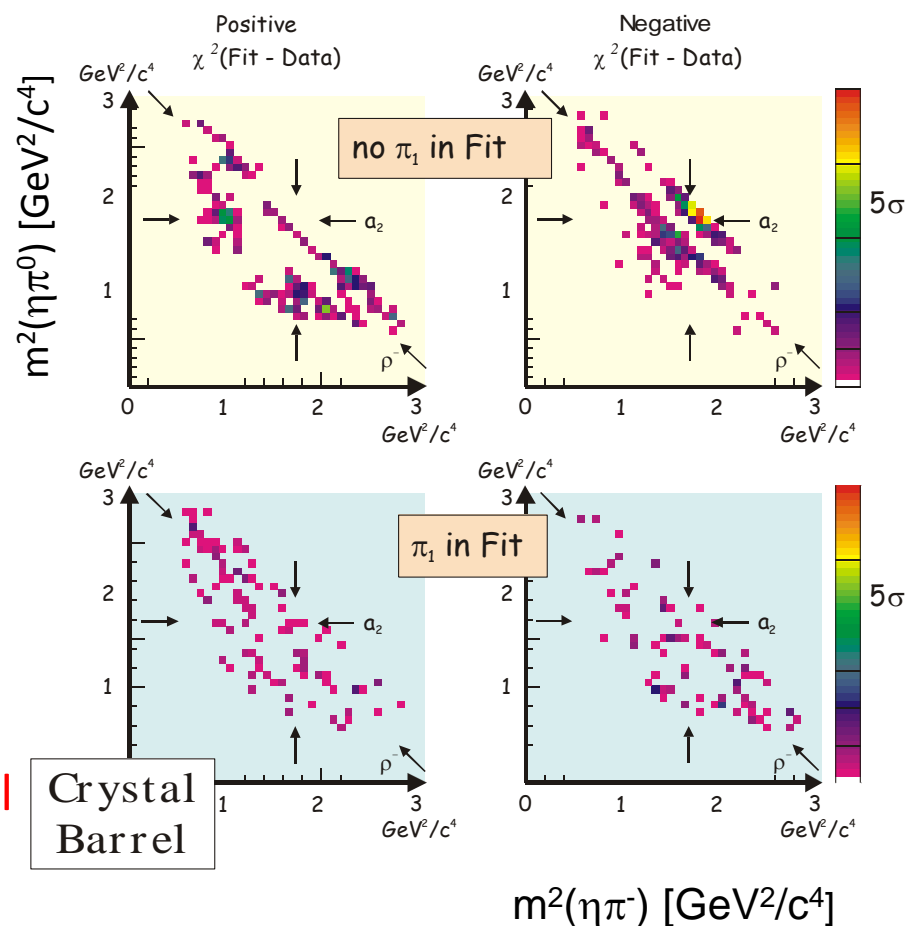 Positive
χ²(Fit - Data)
Negative
χ²(Fit - Data)
m²(ηπ⁰) [GeV²/c⁴]
GeV²/c⁴
3
2
1
0
1
2
3
GeV²/c⁴
a₂
ρ⁻
no π₁ in Fit
GeV²/c⁴
3
2
1
0
1
2
3
GeV²/c⁴
a₂
ρ⁻
5σ
GeV²/c⁴
3
2
1
1
2
3
GeV²/c⁴
a₂
ρ⁻
π₁ in Fit
GeV²/c⁴
3
2
1
0
1
2
3
GeV²/c⁴
a₂
ρ⁻
5σ
Crystal
Barrel
m²(ηπ⁻) [GeV²/c⁴]